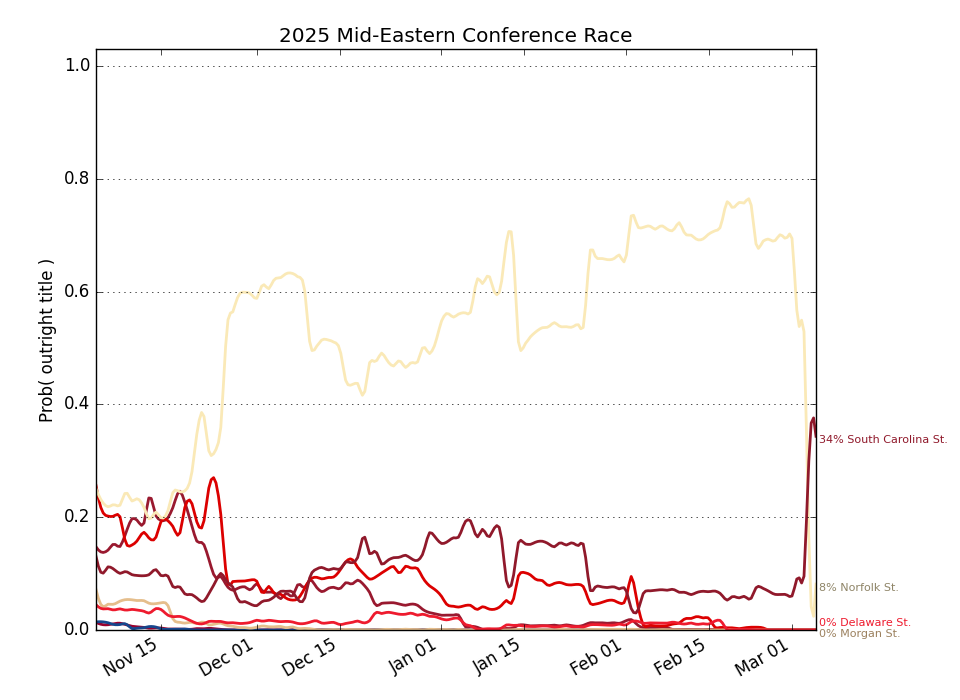 2025 Mid-Eastern Conference Race
Prob( outright title )
1.0
0.8
0.6
0.4
0.2
0.0
34% South Carolina St.
8% Norfolk St.
0% Delaware St.
0% Morgan St.
Nov 15
Dec 01
Dec 15
Jan 01
Jan 15
Feb 01
Feb 15
Mar 01